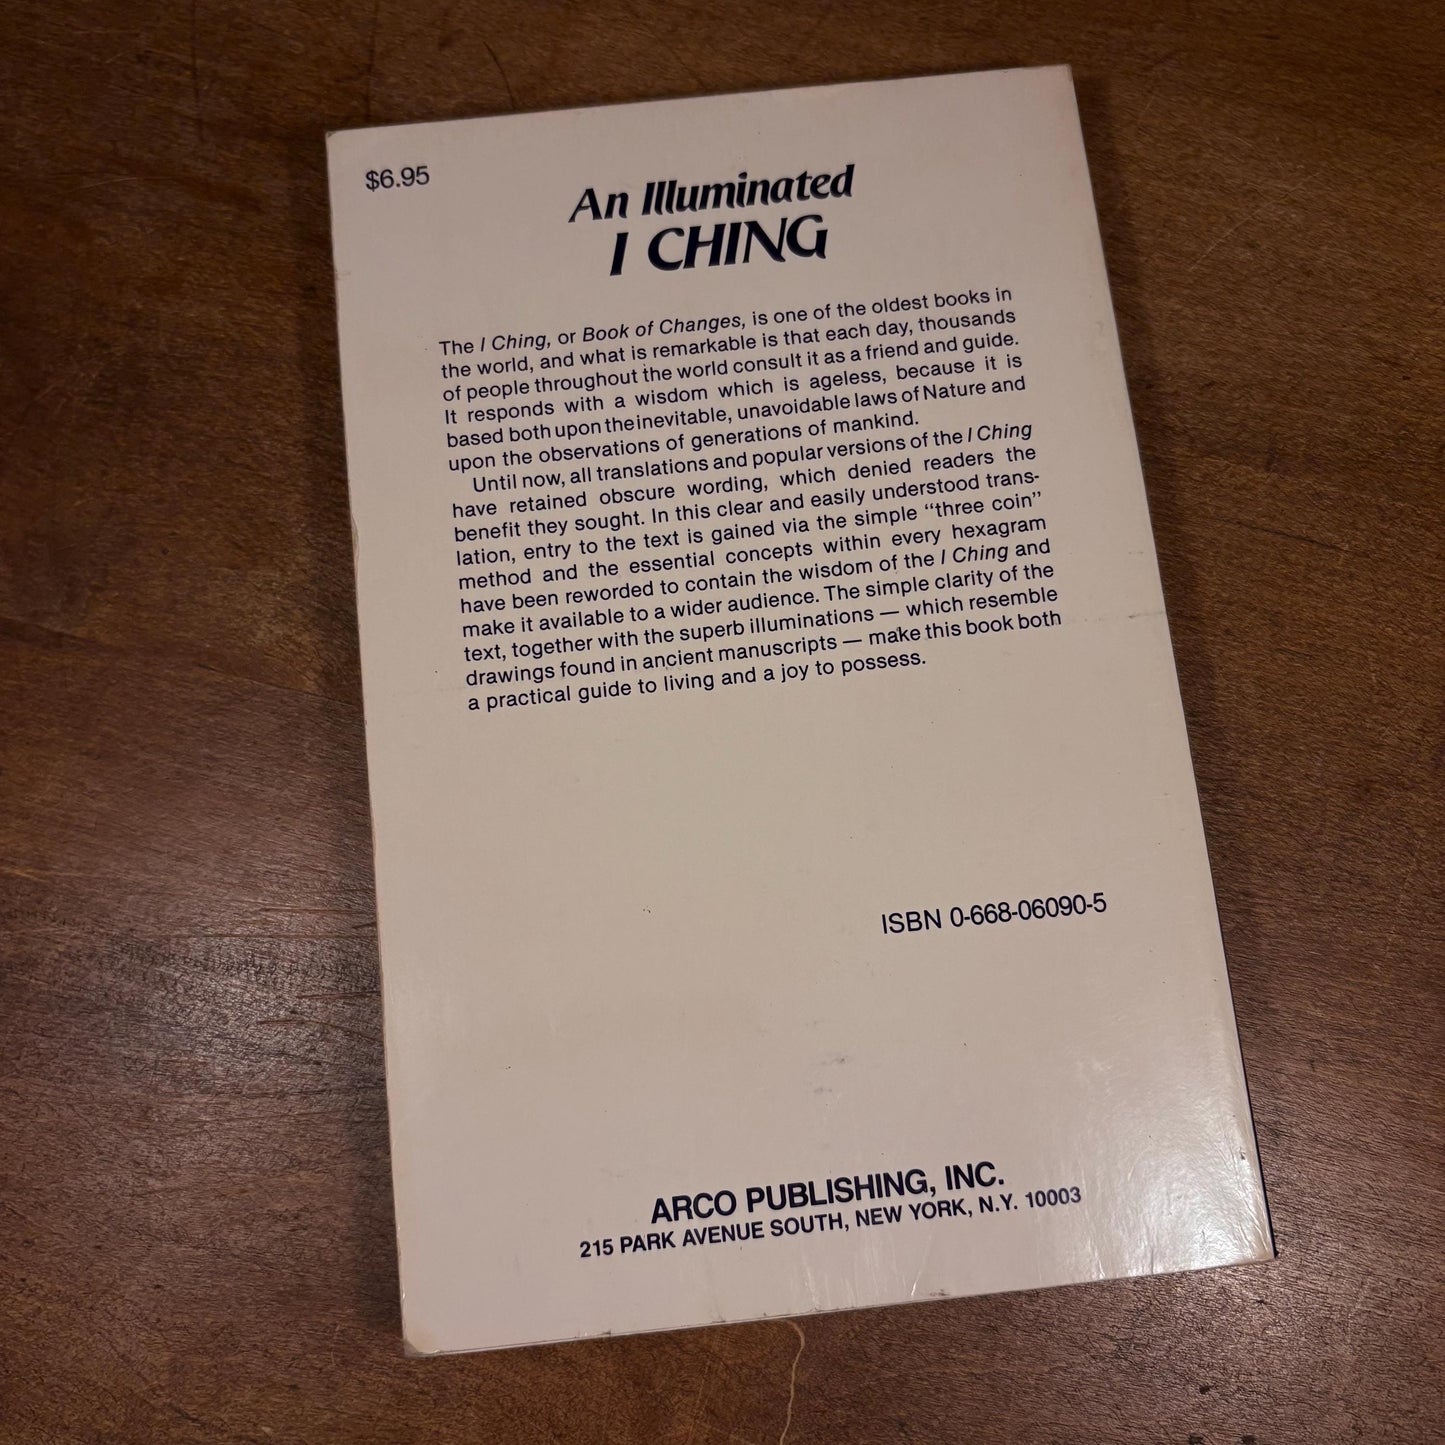 $6.95
An Illuminated
I CHING
The I Ching, or Book of Changes, is one of the oldest books in
the world, and what is remarkable is that each day, thousands
of people throughout the world consult it as a friend and guide.
It responds with a wisdom which is ageless, because it is
based both upon the inevitable, unavoidable laws of Nature and
upon the observations of generations of mankind.
Until now, all translations and popular versions of the I Ching
have retained obscure wording, which denied readers the
benefit they sought. In this clear and easily understood trans-
lation, entry to the text is gained via the simple “three coin”
method and the essential concepts within every hexagram
have been reworded to contain the wisdom of the I Ching and
make it available to a wider audience. The simple clarity of the
text, together with the superb illuminations — which resemble
drawings found in ancient manuscripts — make this book both
a practical guide to living and a joy to possess.
ISBN 0-668-06090-5
ARCO PUBLISHING, INC.
215 PARK AVENUE SOUTH, NEW YORK, N.Y. 10003